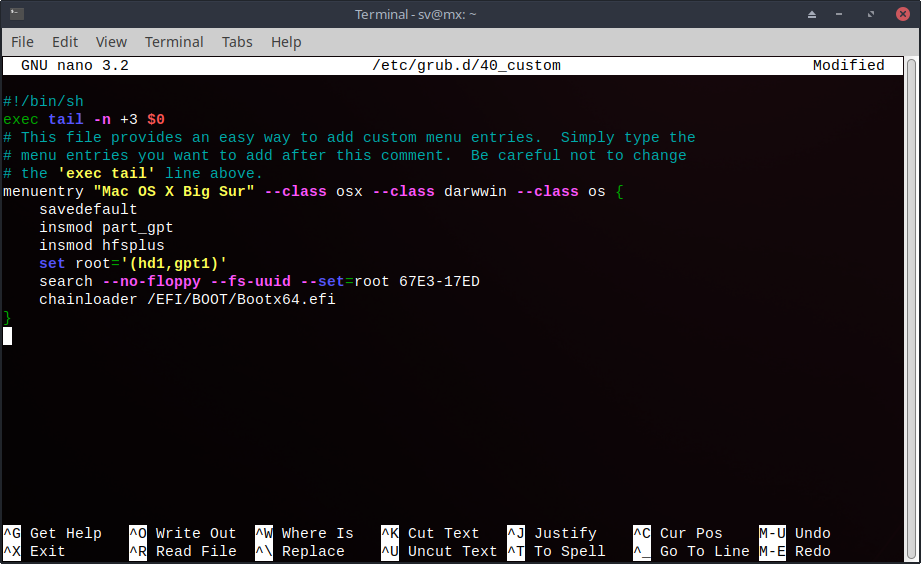 Terminal - sv@mx: ~
File Edit View Terminal Tabs Help
GNU nano 3.2 /etc/grub.d/40_custom Modified
#!/bin/sh
exec tail -n +3 $0
# This file provides an easy way to add custom menu entries.  Simply type the
# menu entries you want to add after this comment.  Be careful not to change
# the 'exec tail' line above.
menuentry "Mac OS X Big Sur" --class osx --class darwwin --class os {
    savedefault
    insmod part_gpt
    insmod hfsplus
    set root='(hd1,gpt1)'
    search --no-floppy --fs-uuid --set=root 67E3-17ED
    chainloader /EFI/BOOT/Bootx64.efi
}
^G Get Help ^O Write Out ^W Where Is ^K Cut Text ^J Justify ^C Cur Pos M-U Undo
^X Exit ^R Read File ^\ Replace ^U Uncut Text ^T To Spell ^_ Go To Line M-E Redo